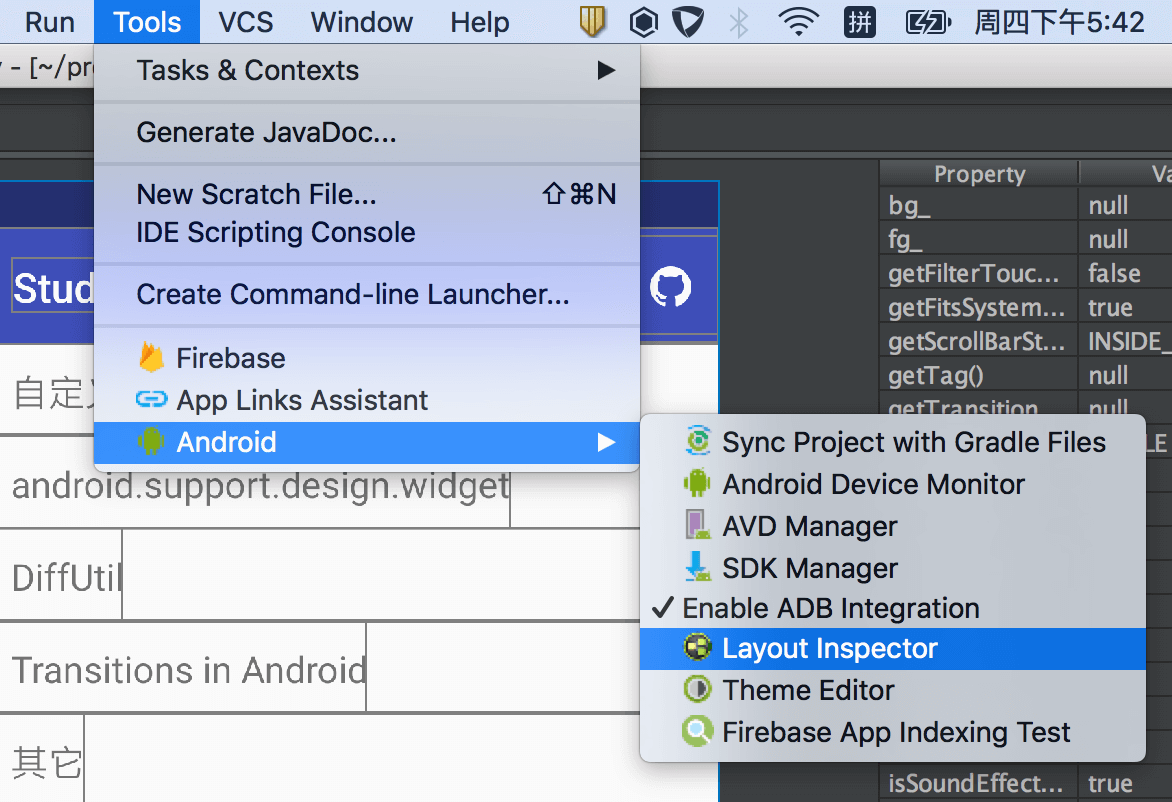 Run Tools VCS Window Help 拼 周四下午5:42
- [~/pr
Tasks & Contexts
Generate JavaDoc...
New Scratch File... ⇧⌘N
IDE Scripting Console
Create Command-line Launcher...
Firebase
App Links Assistant
Android
Sync Project with Gradle Files
Android Device Monitor
AVD Manager
SDK Manager
✓ Enable ADB Integration
Layout Inspector
Theme Editor
Firebase App Indexing Test
Stud
自定
android.support.design.widget
DiffUtil
Transitions in Android
其它
Property Va
bg_ null
fg_ null
getFilterTouc... false
getFitsSystem... true
getScrollBarSt... INSIDE_
getTag() null
getTransition null
LE
isSoundEffect... true